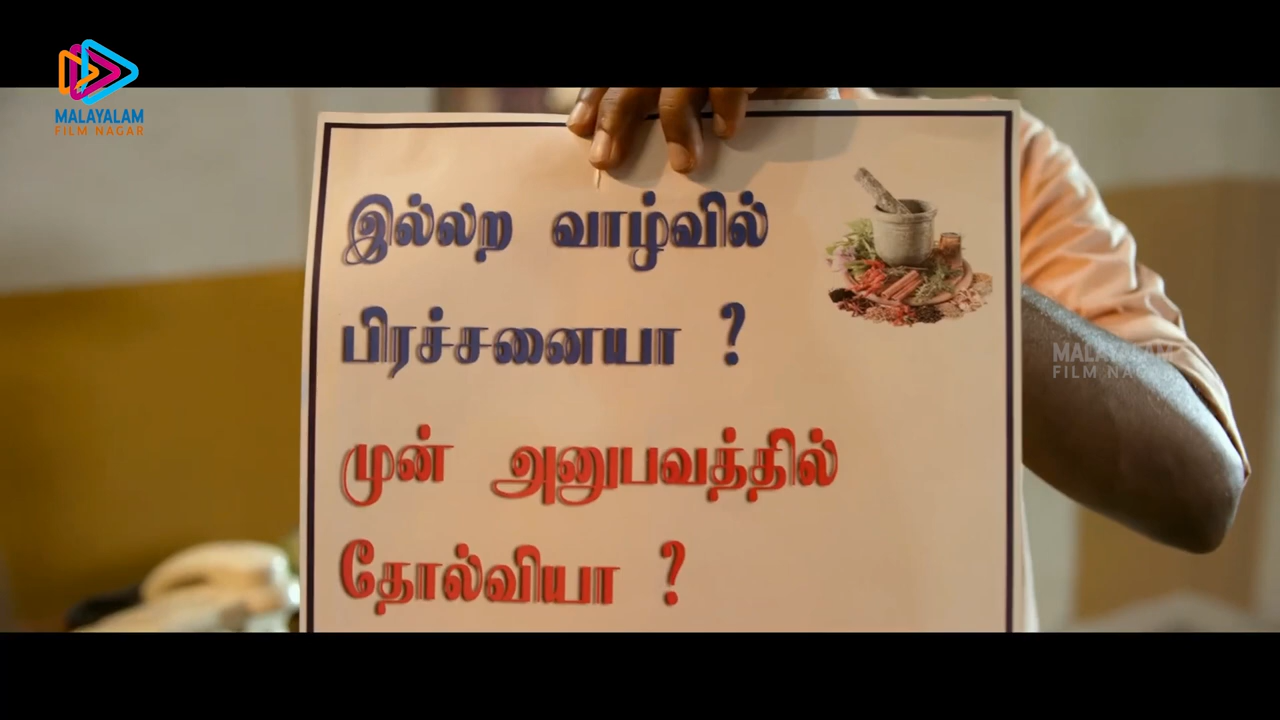 MALAYALAM
FILM NAGAR
இல்லற வாழ்வில்
பிரச்சனையா ?
MALAYALAM
FILM NAGAR
முன் அனுபவத்தில்
தோல்வியா ?